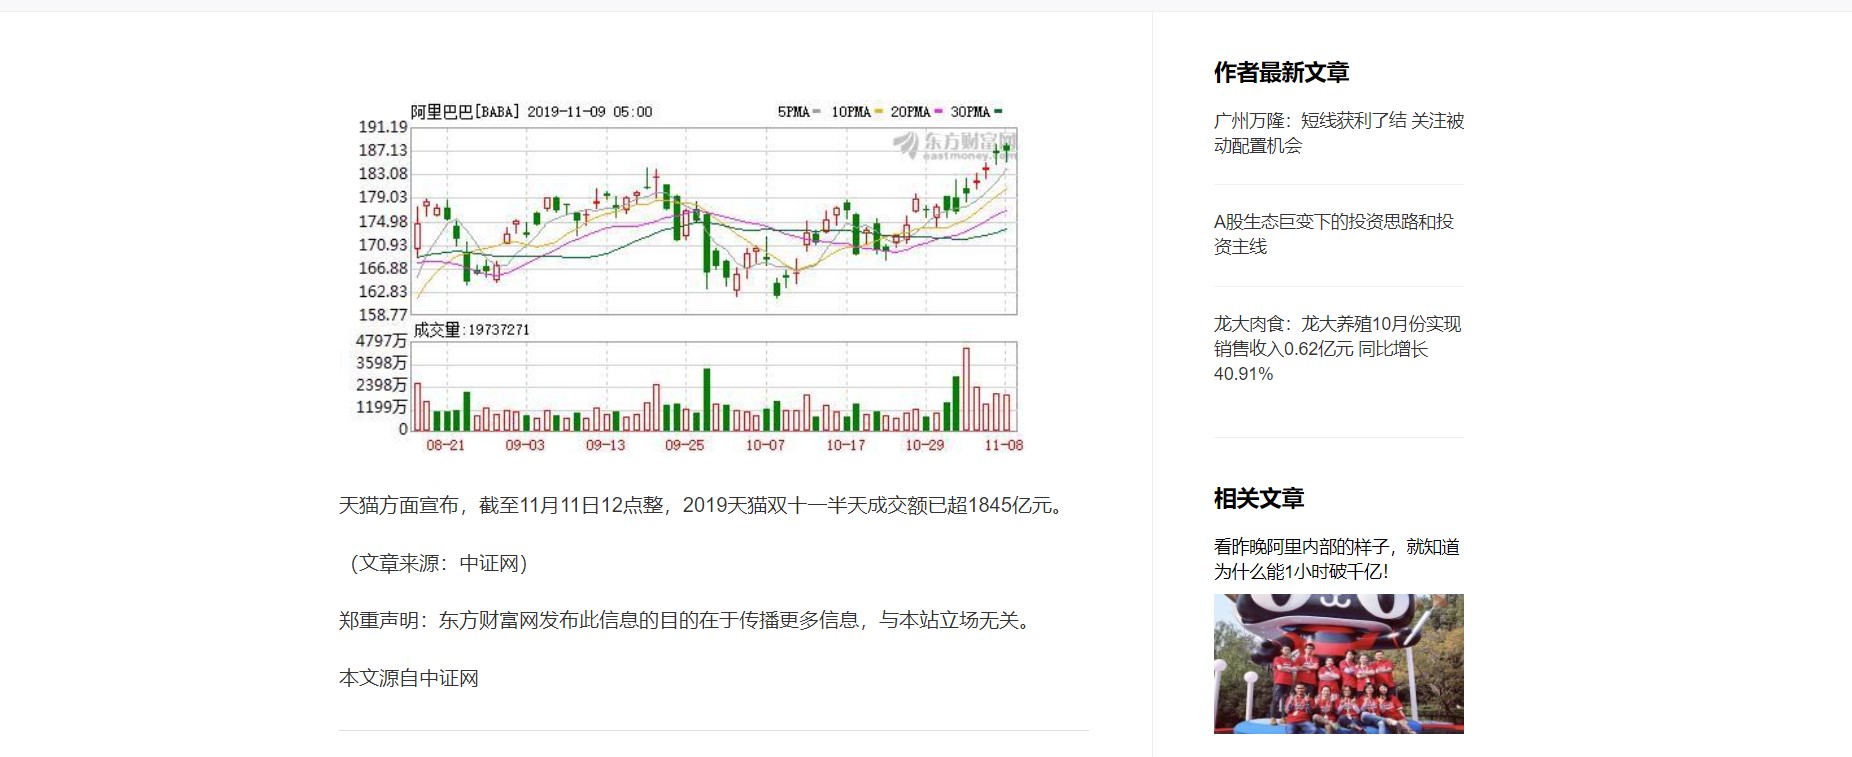 阿里巴巴[BABA] 2019-11-09 05:00 5PMA 10PMA 20PMA 30PMA
191.19
187.13
183.08
179.03
174.98
170.93
166.88
162.83
158.77
东方财富网
eastmoney.com
成交量:19737271
4797万
3598万
2398万
1199万
0
08-21 09-03 09-13 09-25 10-07 10-17 10-29 11-08
天猫方面宣布，截至11月11日12点整，2019天猫双十一半天成交额已超1845亿元。
（文章来源：中证网）
郑重声明：东方财富网发布此信息的目的在于传播更多信息，与本站立场无关。
本文源自中证网
作者最新文章
广州万隆：短线获利了结 关注被
动配置机会
A股生态巨变下的投资思路和投
资主线
龙大肉食：龙大养殖10月份实现
销售收入0.62亿元 同比增长
40.91%
相关文章
看昨晚阿里内部的样子，就知道
为什么能1小时破千亿！